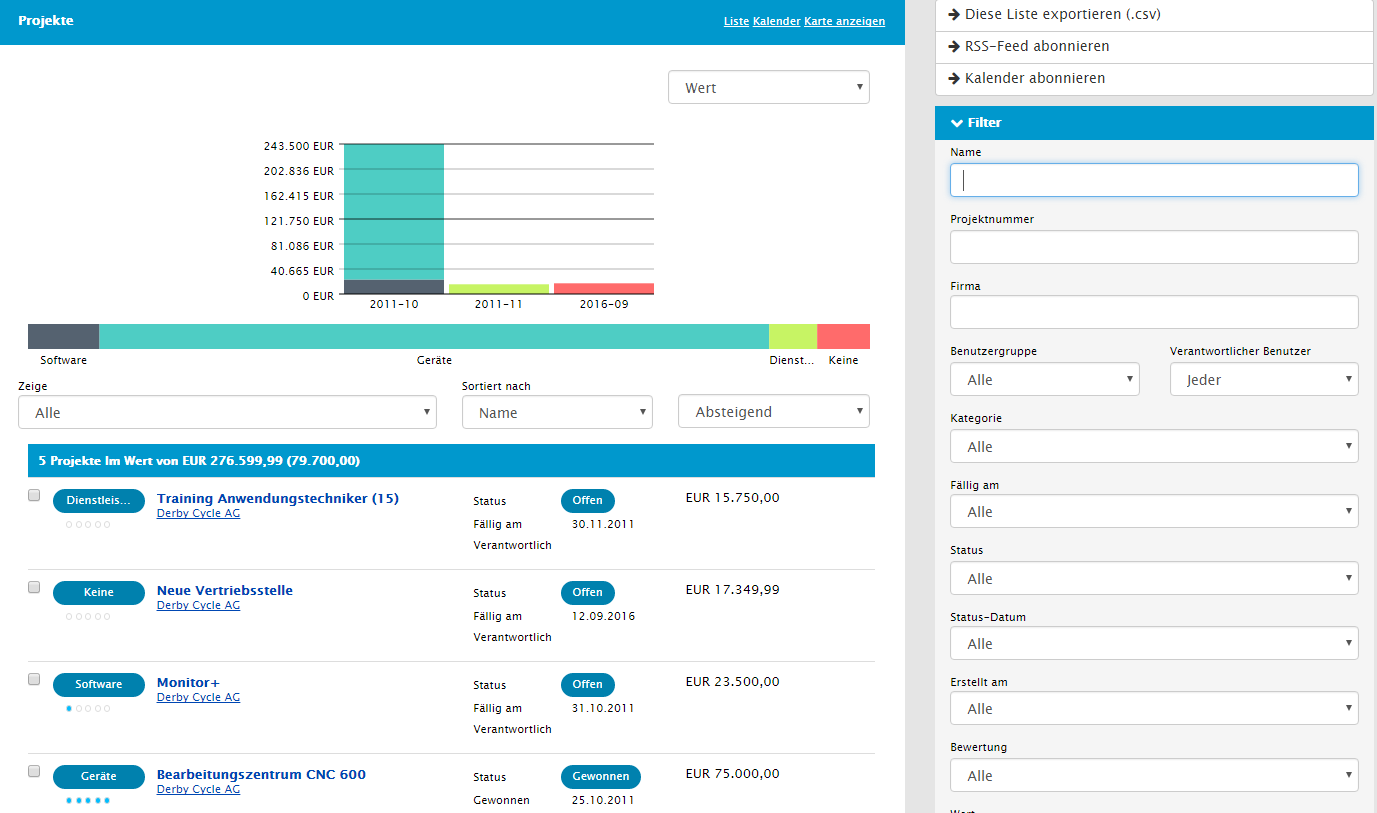 Projekte
Liste Kalender Karte anzeigen
Wert
243.500 EUR
202.836 EUR
162.415 EUR
121.750 EUR
81.086 EUR
40.665 EUR
0 EUR
2011-10 2011-11 2016-09
Software Geräte Dienst... Keine
Zeige Sortiert nach
Alle Name Absteigend
5 Projekte Im Wert von EUR 276.599,99 (79.700,00)
Dienstleis... Training Anwendungstechniker (15) Status Offen EUR 15.750,00
Derby Cycle AG
Fällig am 30.11.2011
Verantwortlich
Keine Neue Vertriebsstelle Status Offen EUR 17.349,99
Derby Cycle AG
Fällig am 12.09.2016
Verantwortlich
Software Monitor+ Status Offen EUR 23.500,00
Derby Cycle AG
Fällig am 31.10.2011
Verantwortlich
Geräte Bearbeitungszentrum CNC 600 Status Gewonnen EUR 75.000,00
Derby Cycle AG
Gewonnen 25.10.2011
Diese Liste exportieren (.csv)
RSS-Feed abonnieren
Kalender abonnieren
Filter
Name
Projektnummer
Firma
Benutzergruppe Verantwortlicher Benutzer
Alle Jeder
Kategorie
Alle
Fällig am
Alle
Status
Alle
Status-Datum
Alle
Erstellt am
Alle
Bewertung
Alle